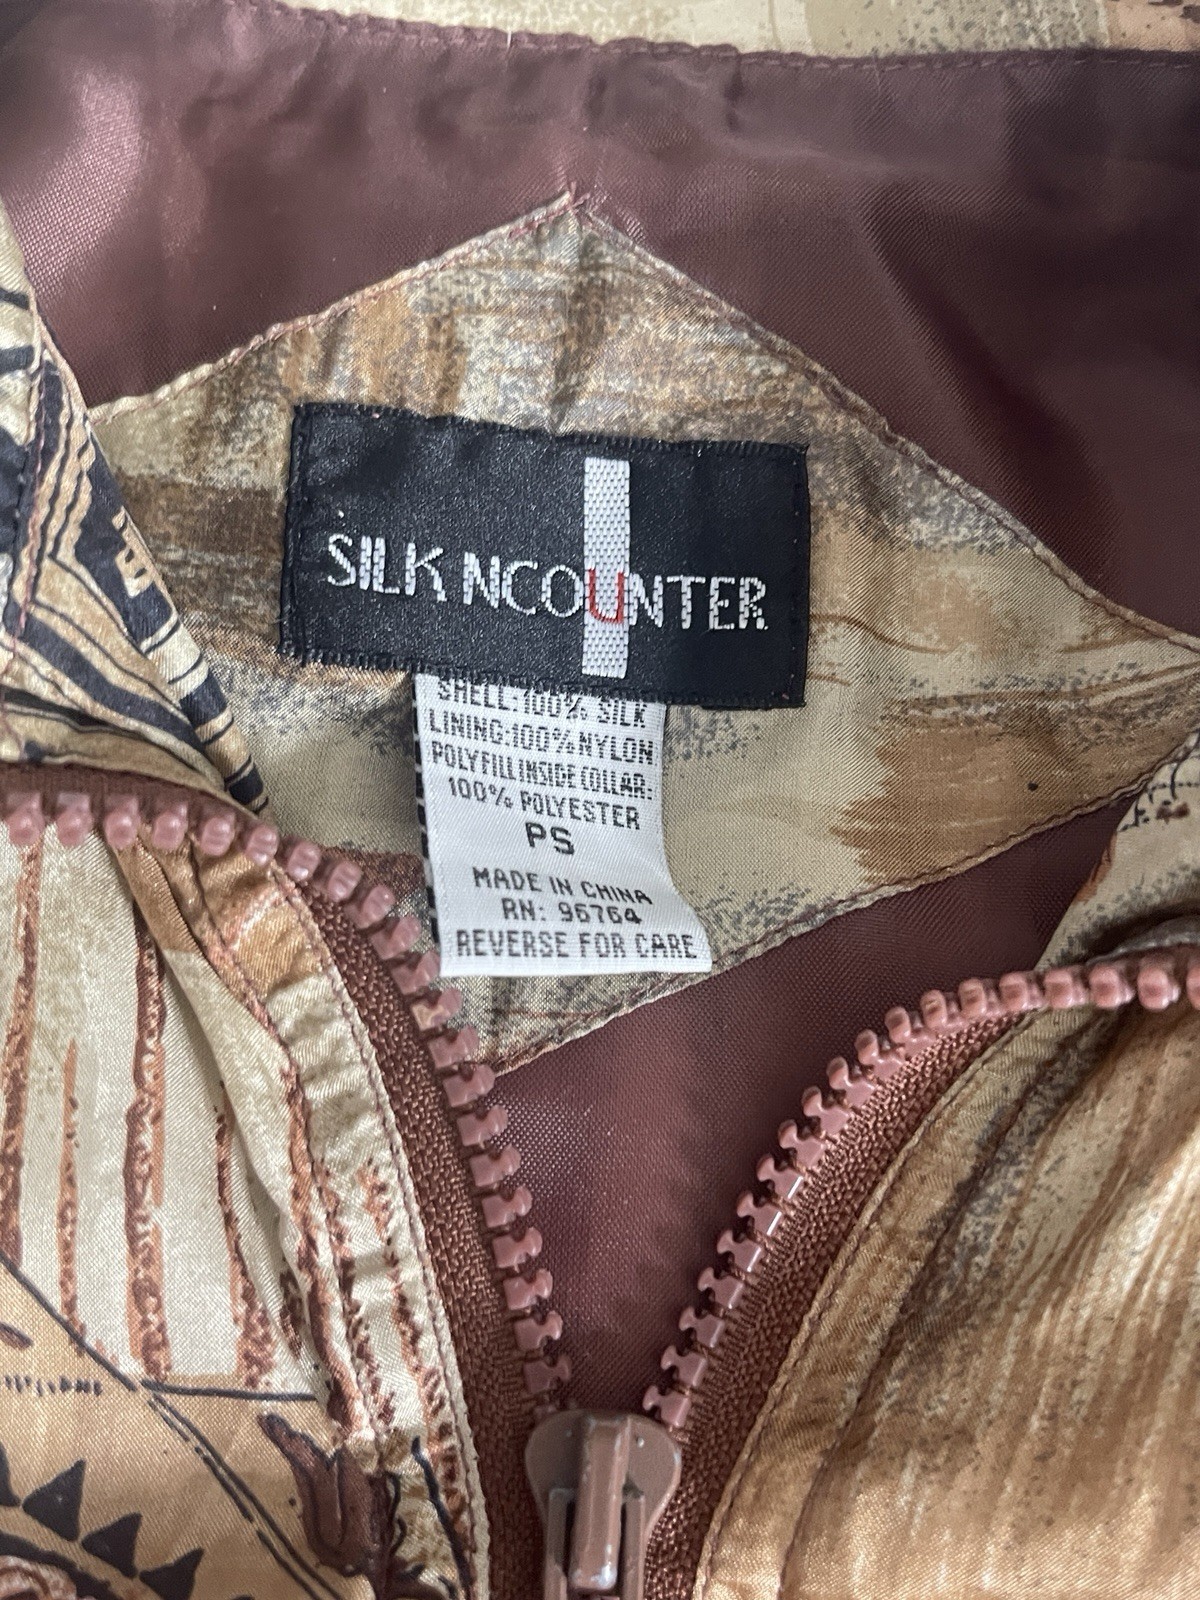 SILK NCOUNTER
SHELL:100% SILK
LINING:100% NYLON
POLYFILL INSIDE COLLAR:
100% POLYESTER
PS
MADE IN CHINA
RN: 96764
REVERSE FOR CARE